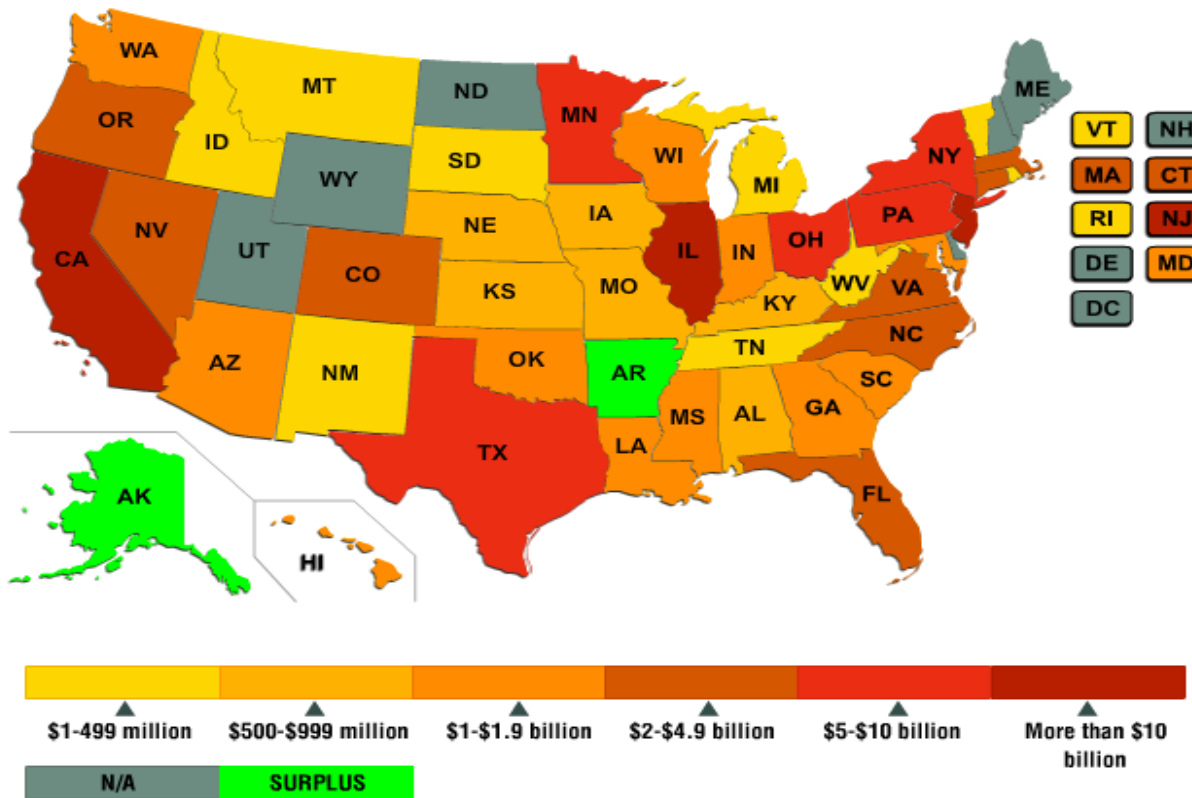 WA
MT
ND
ME
OR
MN
VT
NH
ID
SD
WI
NY
WY
MI
MA
CT
NV
NE
IA
PA
RI
NJ
CA
UT
CO
IL
IN
OH
DE
MD
KS
MO
WV
VA
KY
DC
NC
AZ
NM
OK
TN
AR
SC
MS
AL
GA
LA
TX
AK
FL
HI
$1-499 million
$500-$999 million
$1-$1.9 billion
$2-$4.9 billion
$5-$10 billion
More than $10
billion
N/A
SURPLUS